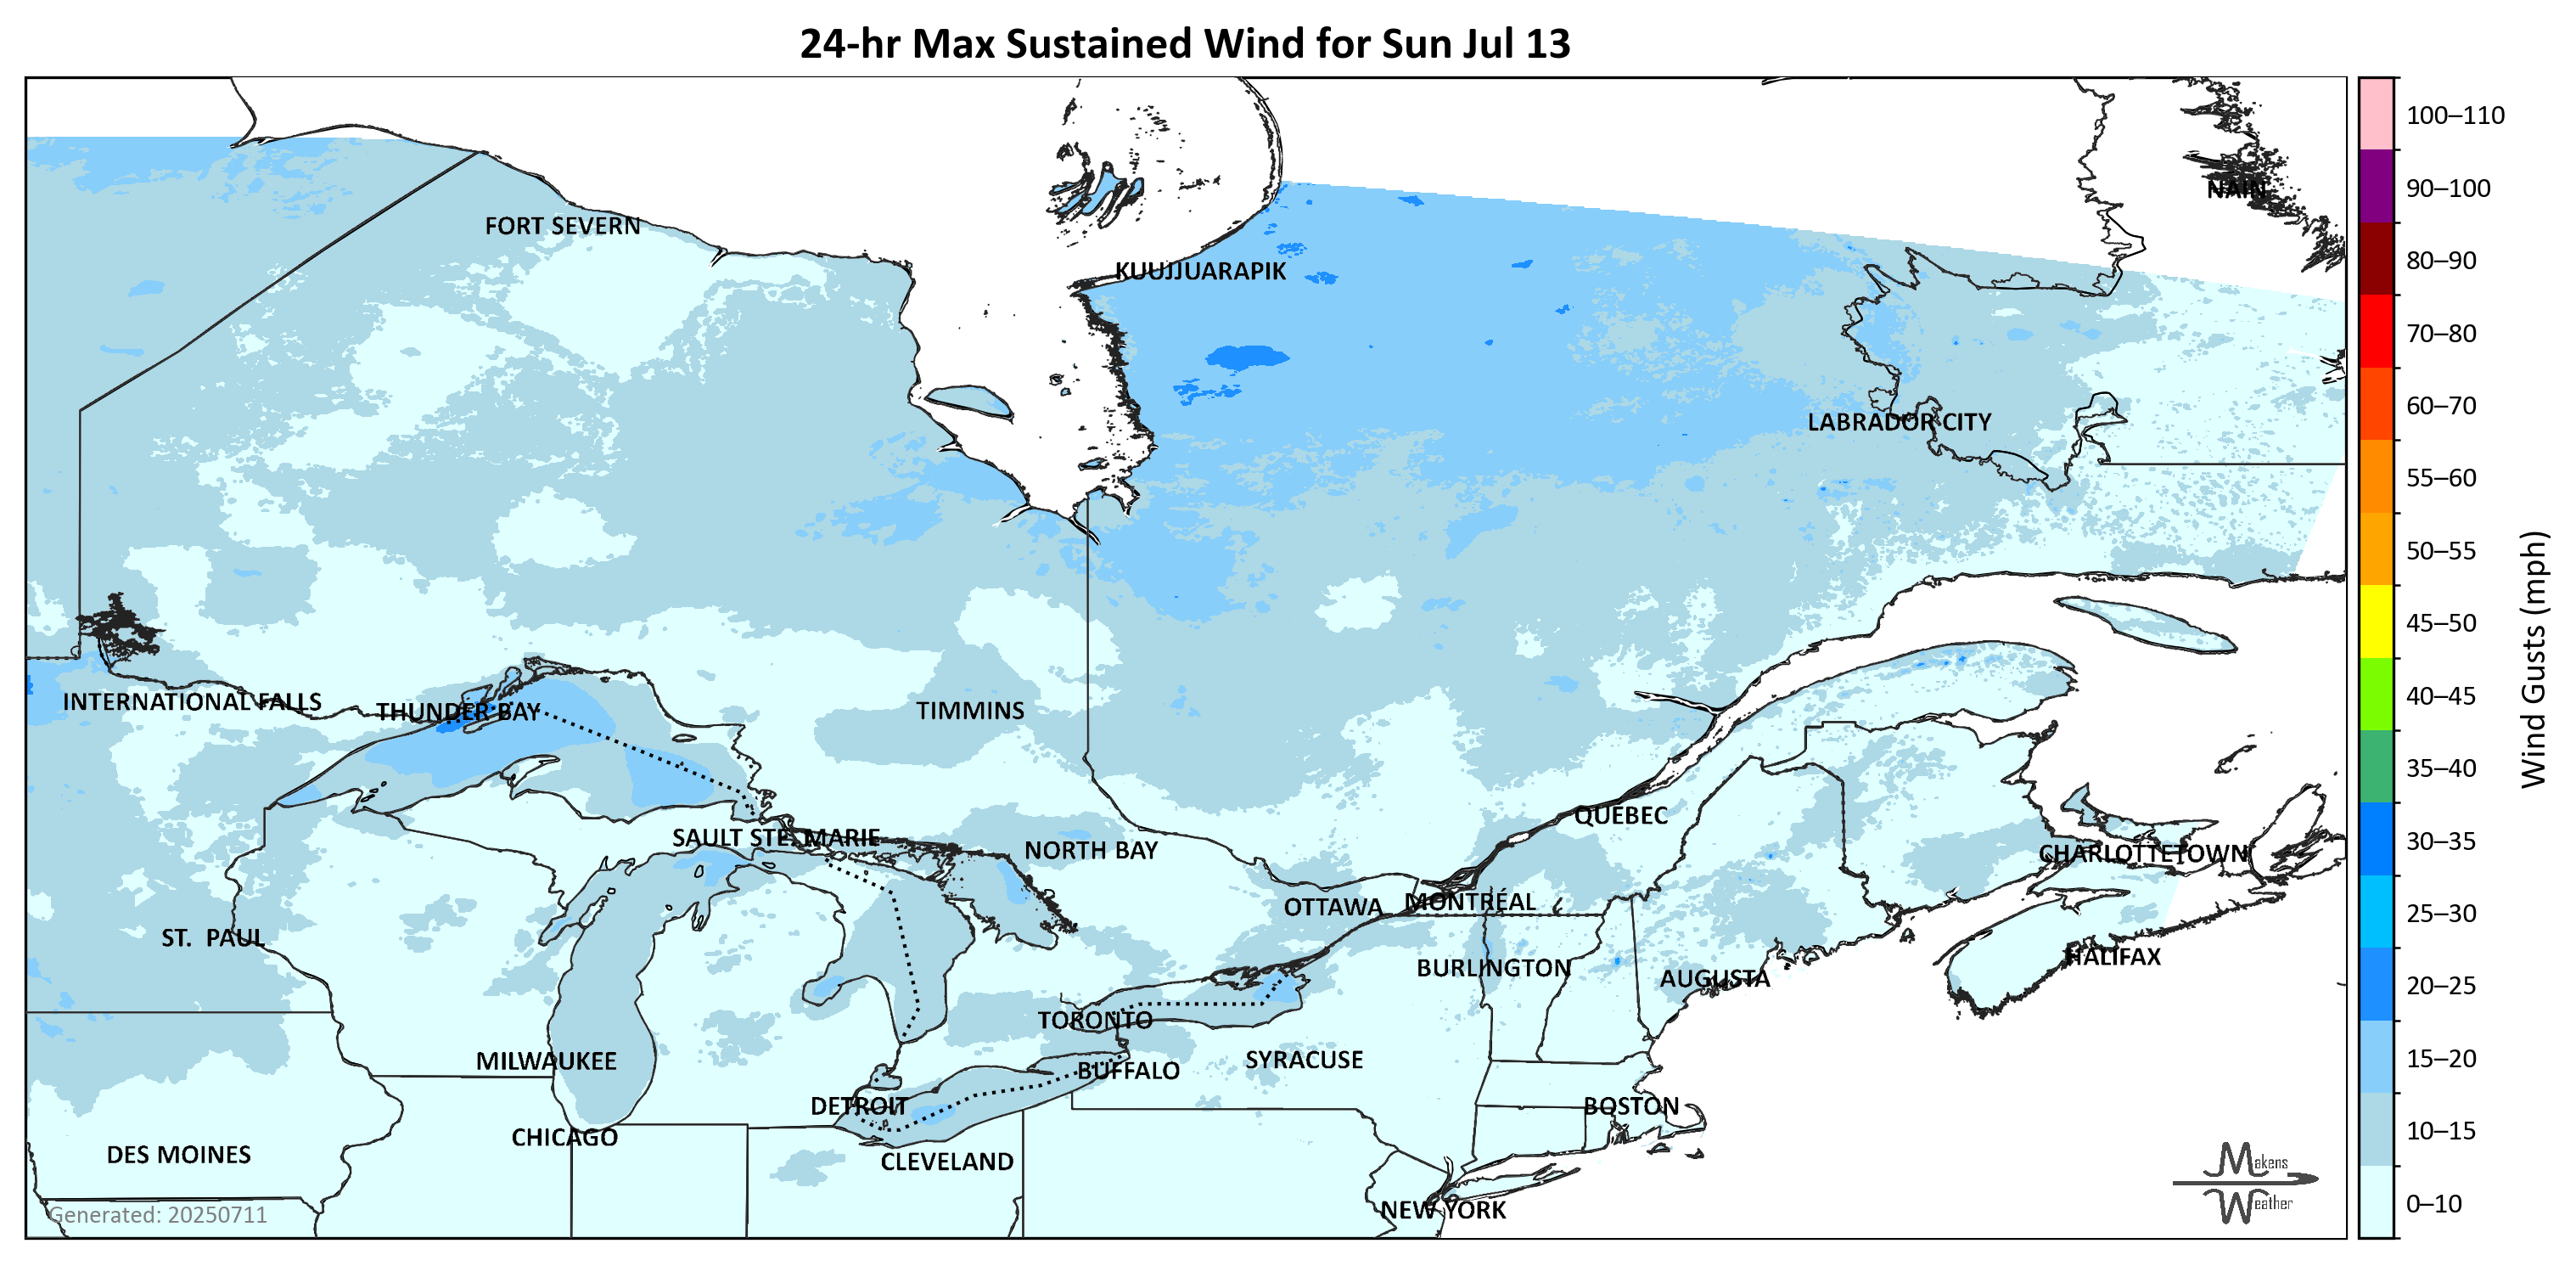 24-hr Max Sustained Wind for Sun Jul 13
100–110
90–100
NAIN
FORT SEVERN
80–90
KUUJJUARAPIK
70–80
60–70
LABRADOR CITY
55–60
50–55
45–50
40–45
INTERNATIONAL FALLS
THUNDER BAY
TIMMINS
35–40
Wind Gusts (mph)
QUEBEC
SAULT STE. MARIE
30–35
NORTH BAY
CHARLOTTETOWN
MONTRÉAL
OTTAWA
25–30
ST. PAUL
HALIFAX
BURLINGTON
AUGUSTA
20–25
TORONTO
MILWAUKEE
SYRACUSE
15–20
BUFFALO
DETROIT
BOSTON
10–15
CHICAGO
DES MOINES
CLEVELAND
Makens
Weather
0–10
NEW YORK
Generated: 20250711